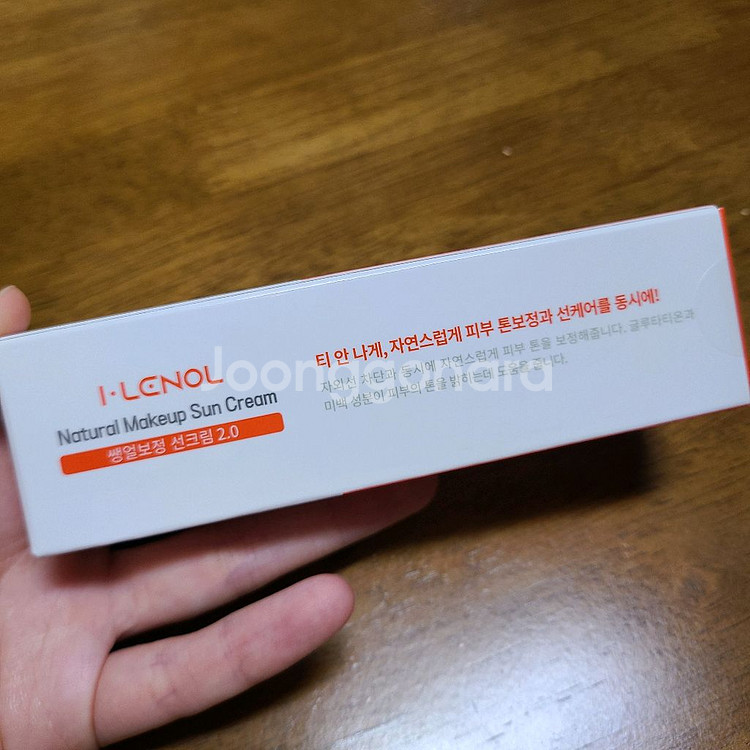 I·LENOL
Natural Makeup Sun Cream
쌩얼보정 선크림 2.0
티 안 나게, 자연스럽게 피부 톤보정과 선케어를 동시에!
자외선 차단과 동시에 자연스럽게 피부 톤을 보정해줍니다. 글루타티온과
미백 성분이 피부의 톤을 밝히는데 도움을 줍니다.
Joonggonara